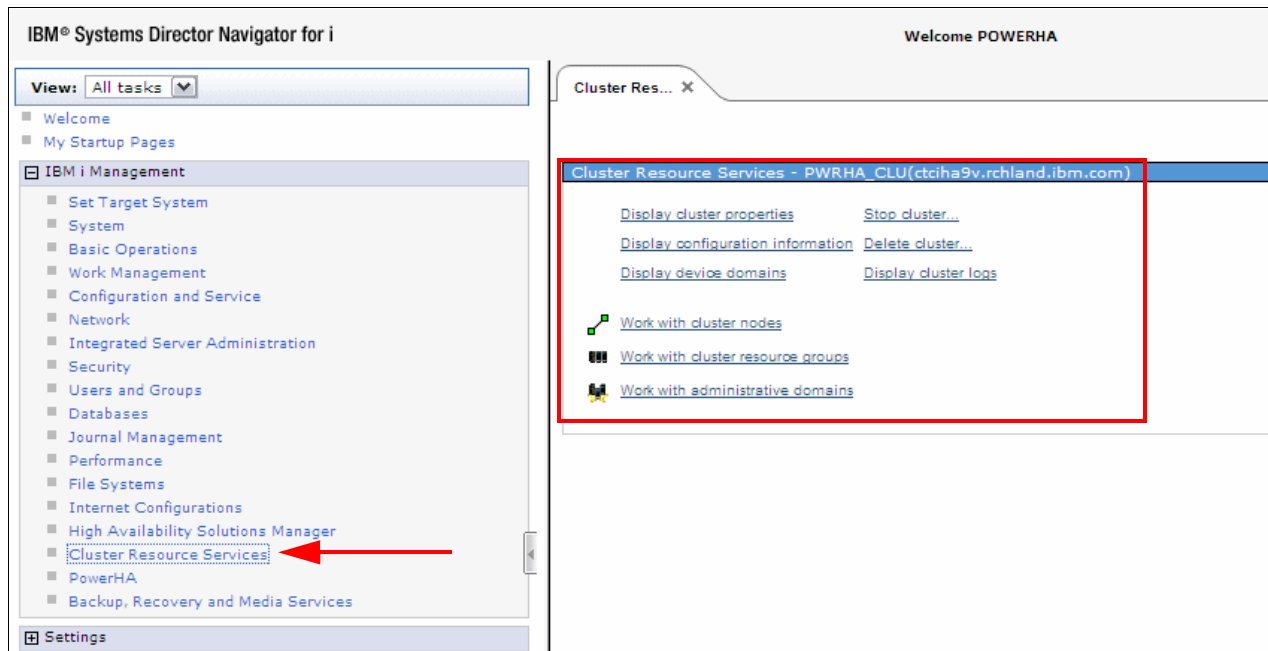 IBM® Systems Director Navigator for i
Welcome POWERHA
View: All tasks
Welcome
My Startup Pages
IBM i Management
Set Target System
System
Basic Operations
Work Management
Configuration and Service
Network
Integrated Server Administration
Security
Users and Groups
Databases
Journal Management
Performance
File Systems
Internet Configurations
High Availability Solutions Manager
Cluster Resource Services
PowerHA
Backup, Recovery and Media Services
Settings
Cluster Res...
Cluster Resource Services - PWRHA_CLU(ctciha9v.rchland.ibm.com)
Display cluster properties Stop cluster...
Display configuration information Delete cluster...
Display device domains Display cluster logs
Work with cluster nodes
Work with cluster resource groups
Work with administrative domains